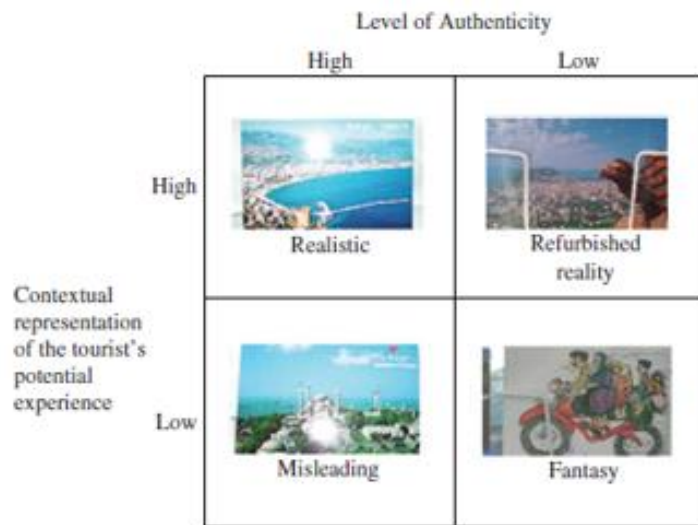 Level of Authenticity
High Low
High
Realistic
Refurbished
reality
Contextual
representation
of the tourist's
potential
experience
Low
Misleading
Fantasy